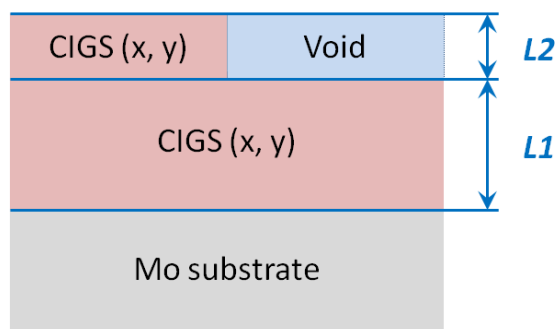 CIGS (x, y) Void L2
CIGS (x, y) L1
Mo substrate